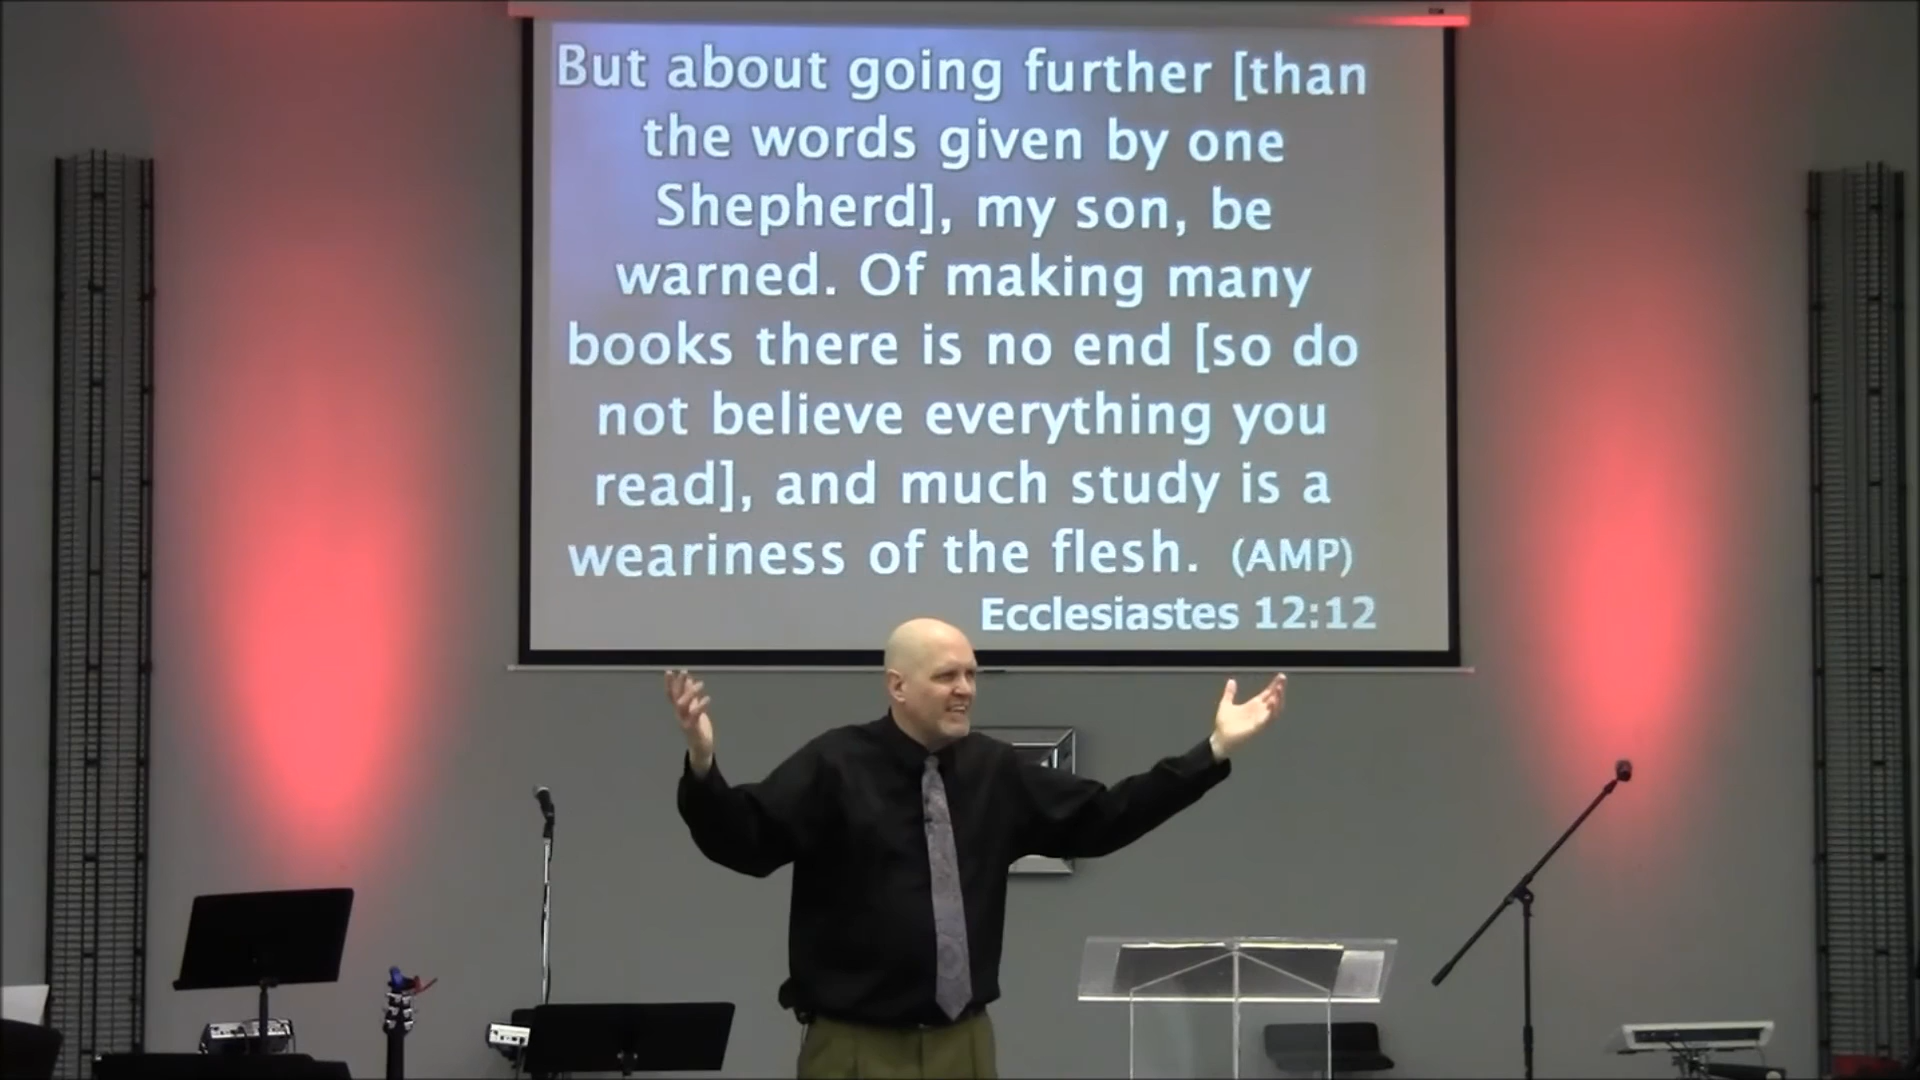 But about going further [than
the words given by one
Shepherd], my son, be
warned. Of making many
books there is no end [so do
not believe everything you
read], and much study is a
weariness of the flesh. (AMP)
Ecclesiastes 12:12